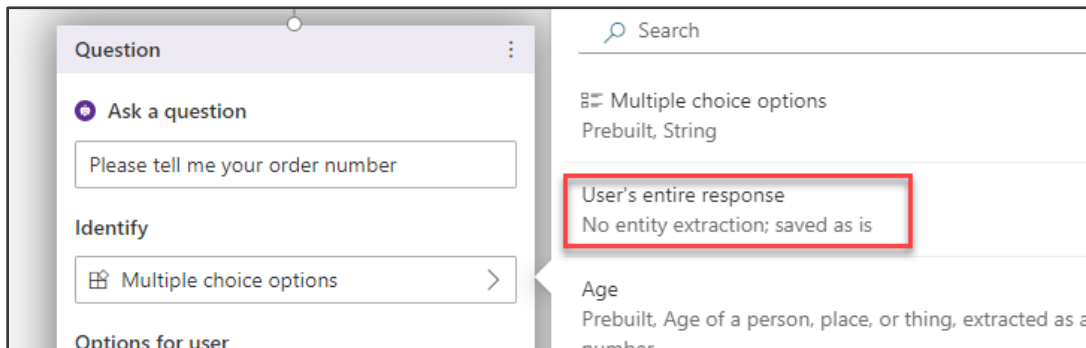 Question
Ask a question
Please tell me your order number
Identify
Multiple choice options
Options for user
Search
Multiple choice options
Prebuilt, String
User's entire response
No entity extraction; saved as is
Age
Prebuilt, Age of a person, place, or thing, extracted as a
number